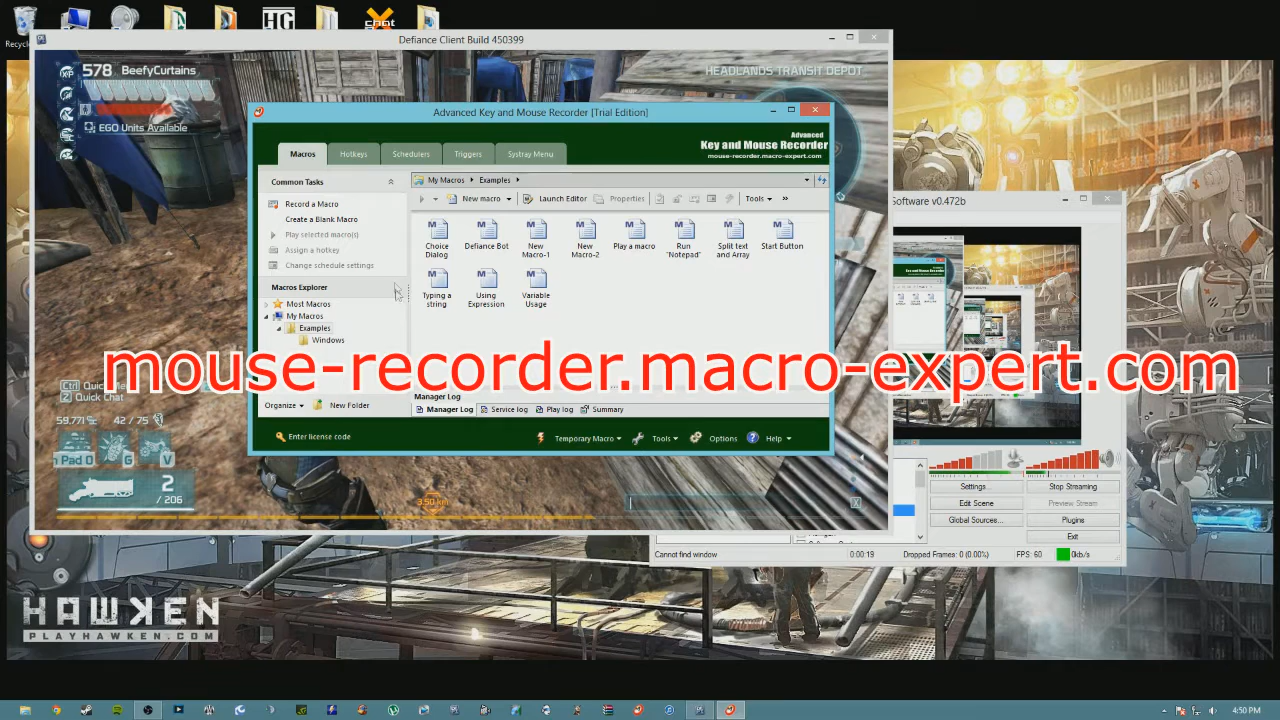 Defiance Client Build 450399
578 BeefyCurtains
HEADLANDS TRANSIT DEPOT
EGO Units Available
Advanced Key and Mouse Recorder [Trial Edition]
Advanced
Key and Mouse Recorder
mouse-recorder.macro-expert.com
Macros
Hotkeys
Schedulers
Triggers
Systray Menu
Common Tasks
My Macros
Examples
Record a Macro
New macro
Launch Editor
Properties
Tools
Create a Blank Macro
Play selected macro(s)
Assign a hotkey
Change schedule settings
Choice Dialog
Defiance Bot
New Macro-1
New Macro-2
Play a macro
Run "Notepad"
Split text and Array
Start Button
Typing a string
Using Expression
Variable Usage
Macros Explorer
Most Macros
My Macros
Examples
Windows
mouse-recorder.macro-expert.com
Manager Log
Organize
New Folder
Manager Log
Service log
Play log
Summary
Enter license code
Temporary Macro
Tools
Options
Help
Ctrl
Z Quick Chat
59,771
42 / 75
Pad 0
G
V
2
/ 206
3.50 km
X
Software v0.472b
Settings...
Stop Streaming
Edit Scene
Preview Stream
Global Sources...
Plugins
Exit
Cannot find window
0:00:19
Dropped Frames: 0 (0.00%)
FPS: 60
0kb/s
HAWKEN
PLAYHAWKEN.COM
4:50 PM